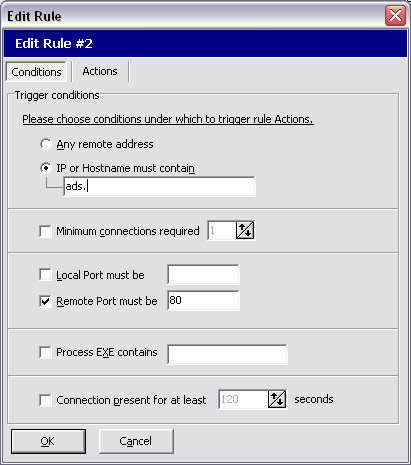 Edit Rule
Edit Rule #2
Conditions Actions
Trigger conditions
Please choose conditions under which to trigger rule Actions.
Any remote address
IP or Hostname must contain
ads.
Minimum connections required 1
Local Port must be
Remote Port must be 80
Process EXE contains
Connection present for at least 120 seconds
OK Cancel